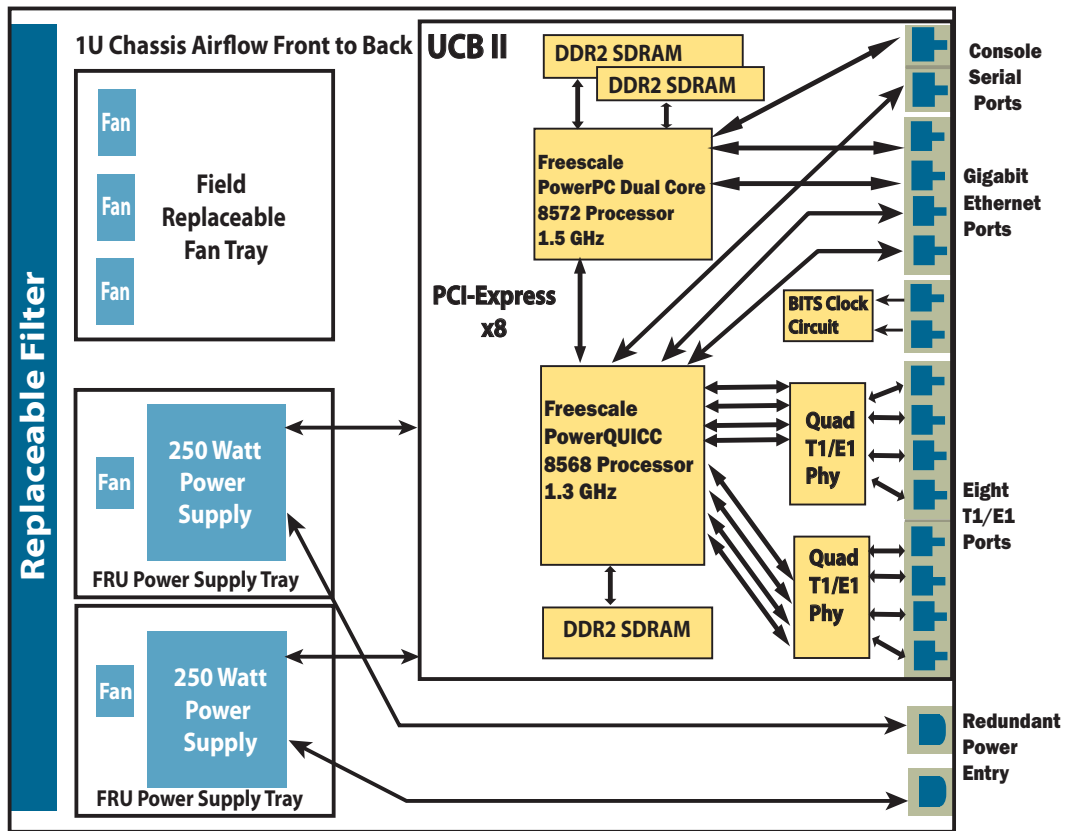 Replaceable Filter
1U Chassis Airflow Front to Back
Fan
Fan
Fan
Field
Replaceable
Fan Tray
Fan
250 Watt
Power
Supply
FRU Power Supply Tray
Fan
250 Watt
Power
Supply
FRU Power Supply Tray
UCB II
DDR2 SDRAM
DDR2 SDRAM
Freescale
PowerPC Dual Core
8572 Processor
1.5 GHz
PCI-Express
x8
Freescale
PowerQUICC
8568 Processor
1.3 GHz
DDR2 SDRAM
BITS Clock
Circuit
Quad
T1/E1
Phy
Quad
T1/E1
Phy
Console
Serial
Ports
Gigabit
Ethernet
Ports
Eight
T1/E1
Ports
Redundant
Power
Entry